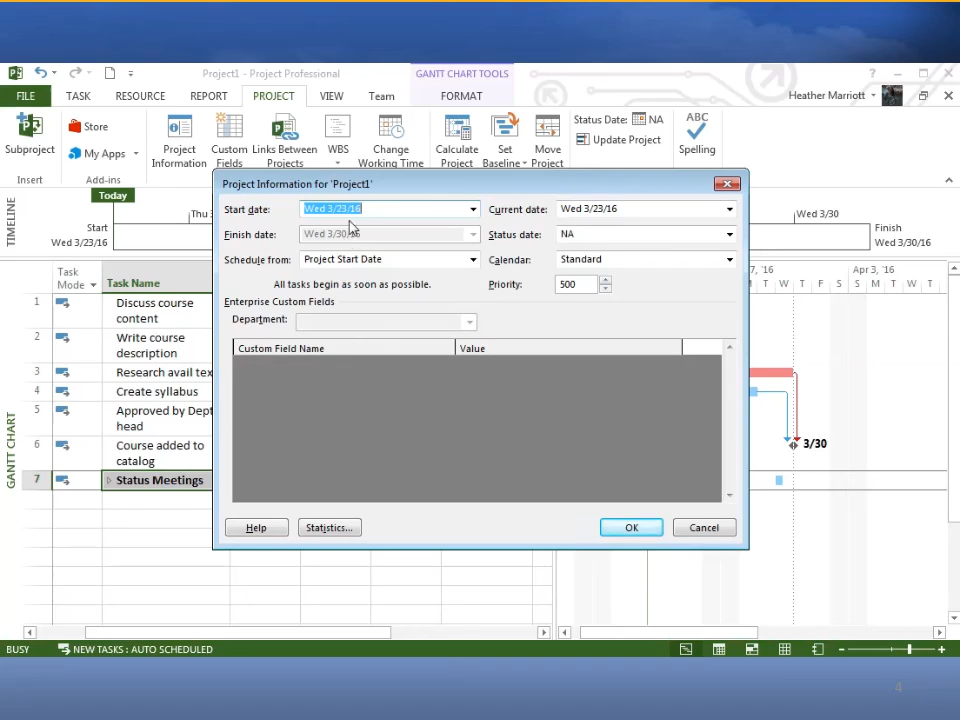 Project1 - Project Professional
GANTT CHART TOOLS
?
FILE
TASK
RESOURCE
REPORT
PROJECT
VIEW
Team
FORMAT
Heather Marriott
Subproject
Store
My Apps
Project
Information
Custom
Fields
Links Between
Projects
WBS
Change
Working Time
Calculate
Project
Set
Baseline
Move
Project
Status Date:
NA
Update Project
ABC
Spelling
Insert
Add-ins
TIMELINE
Today
Start
Wed 3/23/16
Thu 3
Wed 3/30
Finish
Wed 3/30/16
Project Information for 'Project1'
Start date:
Wed 3/23/16
Current date:
Wed 3/23/16
Finish date:
Wed 3/30/16
Status date:
NA
Schedule from:
Project Start Date
Calendar:
Standard
All tasks begin as soon as possible.
Priority:
500
Enterprise Custom Fields
Department:
Custom Field Name
Value
Help
Statistics...
OK
Cancel
GANTT CHART
Task
Mode
Task Name
7, '16
Apr 3, '16
T W T F S S M T W T
1
Discuss course
content
2
Write course
description
3
Research avail tex
4
Create syllabus
5
Approved by Dept
head
6
Course added to
catalog
7
Status Meetings
3/30
BUSY
NEW TASKS : AUTO SCHEDULED
4